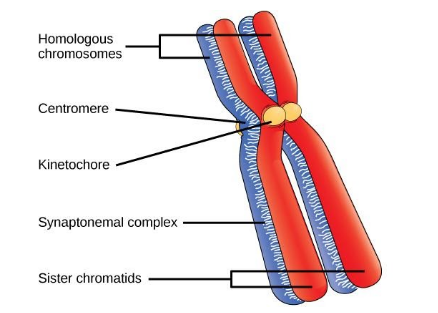 Homologous
chromosomes
Centromere
Kinetochore
Synaptonemal complex
Sister chromatids